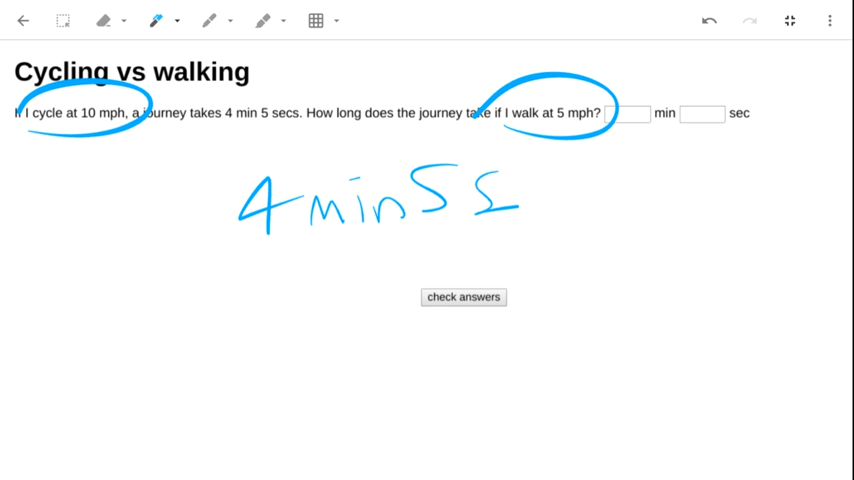 Cycling vs walking
If I cycle at 10 mph, a journey takes 4 min 5 secs. How long does the journey take if I walk at 5 mph? min sec
4 min 5 s
check answers